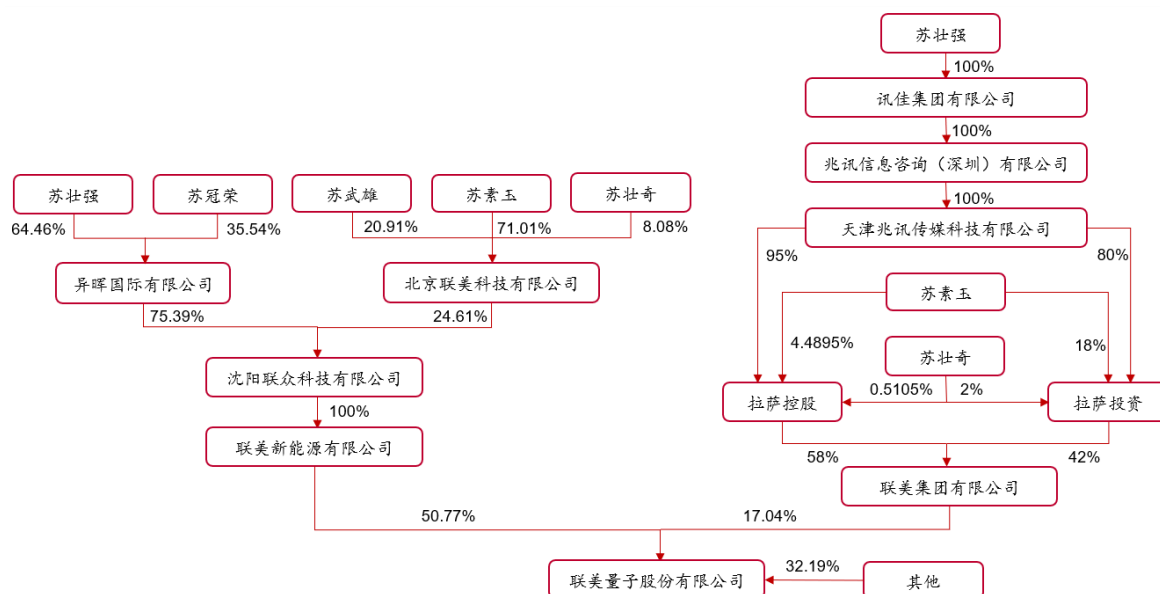 苏壮强
100%
讯佳集团有限公司
100%
兆讯信息咨询（深圳）有限公司
100%
苏壮强
苏冠荣
苏武雄
苏素玉
苏壮奇
64.46%
35.54%
20.91%
71.01%
8.08%
天津兆讯传媒科技有限公司
95%
80%
异晖国际有限公司
北京联美科技有限公司
苏素玉
75.39%
24.61%
4.4895%
苏壮奇
18%
沈阳联众科技有限公司
0.5105%
2%
拉萨控股
拉萨投资
100%
联美新能源有限公司
58%
42%
联美集团有限公司
50.77%
17.04%
联美量子股份有限公司
32.19%
其他